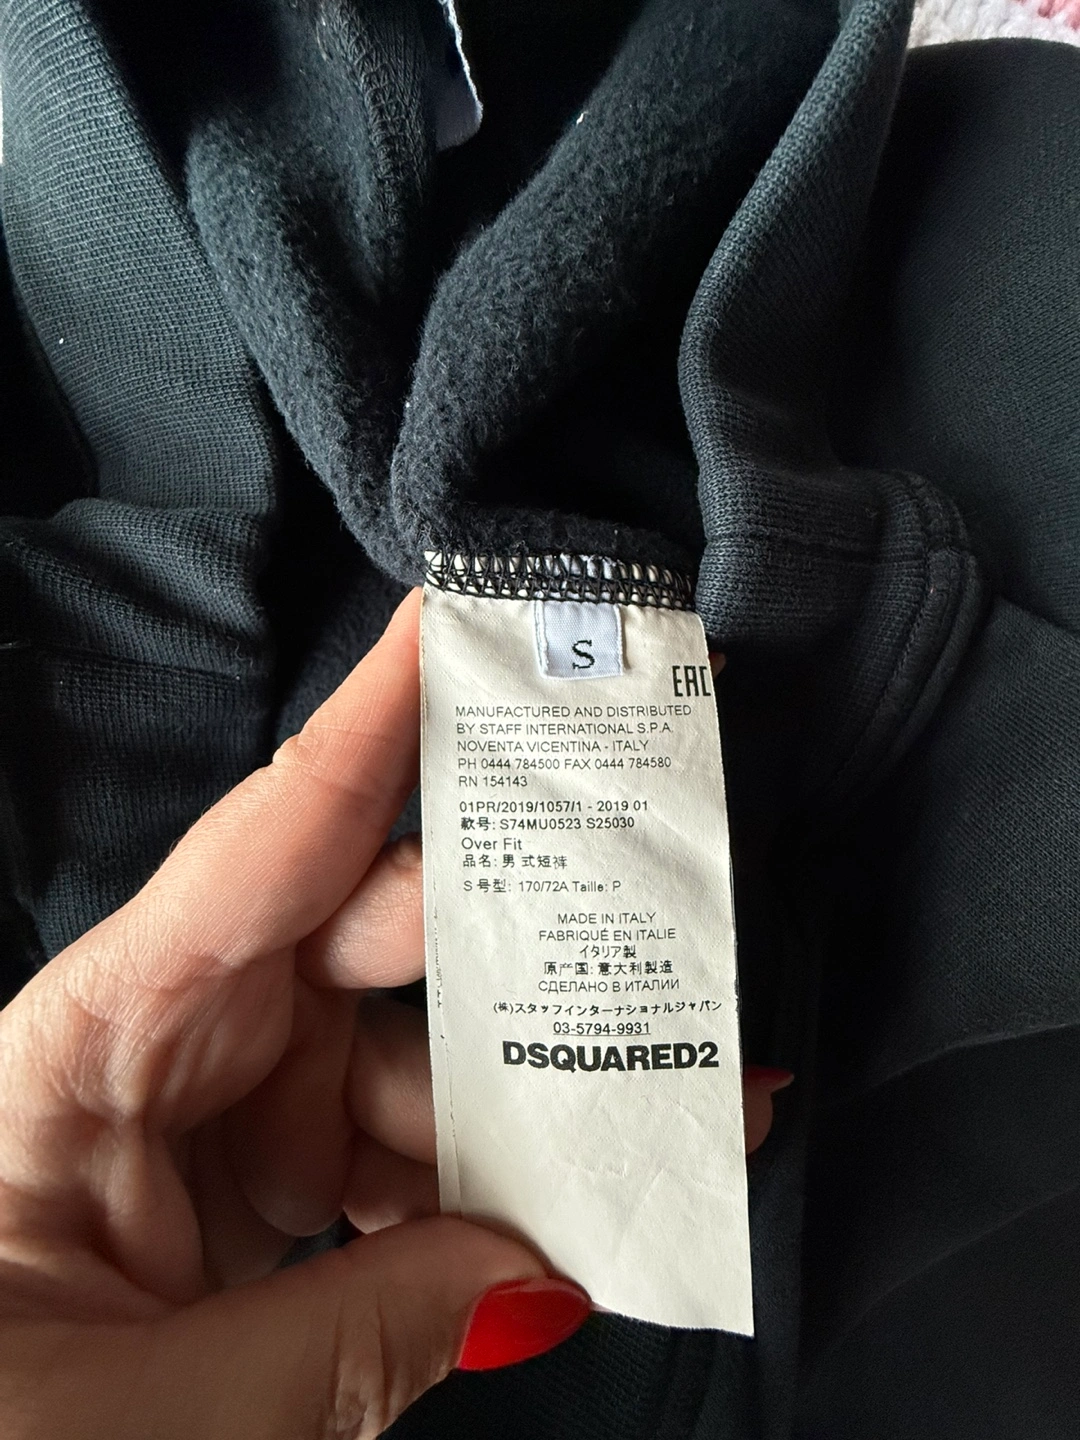 S
EAC
MANUFACTURED AND DISTRIBUTED
BY STAFF INTERNATIONAL S.P.A.
NOVENTA VICENTINA - ITALY
PH 0444 784500 FAX 0444 784580
RN 154143
01PR/2019/1057/1 - 2019 01
款号: S74MU0523 S25030
Over Fit
品名: 男 式短裤
S 号型: 170/72A Taille: P
MADE IN ITALY
FABRIQUÉ EN ITALIE
イタリア製
原产国: 意大利製造
СДЕЛАНО В ИТАЛИИ
(株)スタッフインターナショナルジャパン
03-5794-9931
DSQUARED2